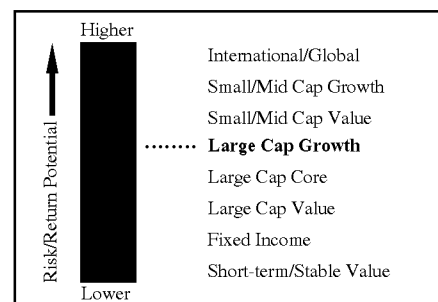 Higher
Risk/Return Potential
International/Global
Small/Mid Cap Growth
Small/Mid Cap Value
Large Cap Growth
Large Cap Core
Large Cap Value
Fixed Income
Short-term/Stable Value
Lower